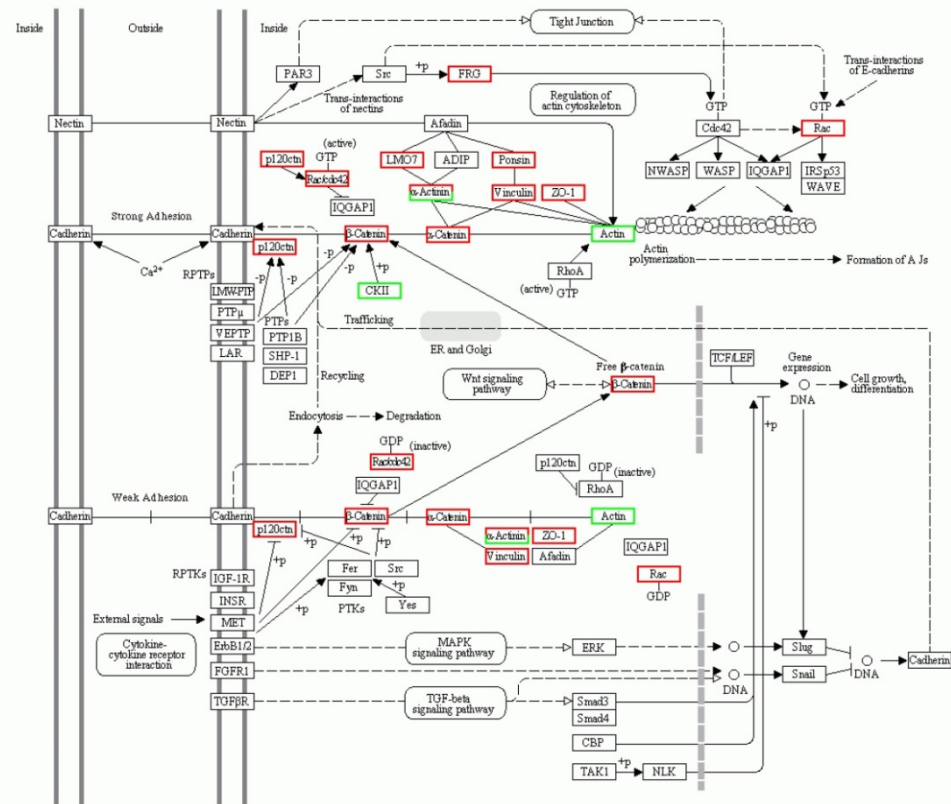 Inside
Outside
Inside
Tight Junction
PAR3
Src
+p
FRG
Trans-interactions
of E-cadherins
Trans-interactions
of nectins
Regulation of
actin cytoskeleton
GTP
GTP
Nectin
Nectin
Afadin
Cdc42
Rac
(active)
p120ctn
GTP
Rac/cdc42
IQGAP1
LMO7
ADIP
Ponsin
NWASP
WASP
IQGAP1
IRSp53
WAVE
α-Actinin
Vinculin
ZO-1
Strong Adhesion
Cadherin
Cadherin
p120ctn
β-Catenin
α-Catenin
Actin
Actin
polymerization
Formation of AJs
Ca2+
RPTPs
-p
-p
-p
-p
+p
CKII
RhoA
(active)
GTP
LMW-PTP
PTPμ
VEPTP
LAR
PTPs
PTP1B
SHP-1
DEP1
Trafficking
ER and Golgi
Recycling
Wnt signaling
pathway
Free β-catenin
β-Catenin
TCF/LEF
Gene
expression
DNA
Cell growth,
differentiation
+p
+p
Endocytosis
Degradation
GDP
(inactive)
Rac/cdc42
IQGAP1
p120ctn
GDP
(inactive)
RhoA
Weak Adhesion
Cadherin
Cadherin
p120ctn
β-Catenin
α-Catenin
Actin
+p
+p
+p
+p
α-Actinin
ZO-1
Vinculin
Afadin
IQGAP1
Rac
GDP
RPTKs
IGF-1R
INSR
MET
ErbB1/2
FGFR1
TGFβR
Fer
Fyn
PTKs
Src
+p
Yes
+p
External signals
Cytokine-
cytokine receptor
interaction
MAPK
signaling pathway
ERK
TGF-beta
signaling pathway
DNA
Slug
Snail
DNA
Cadherin
Smad3
Smad4
CBP
TAK1
+p
NLK